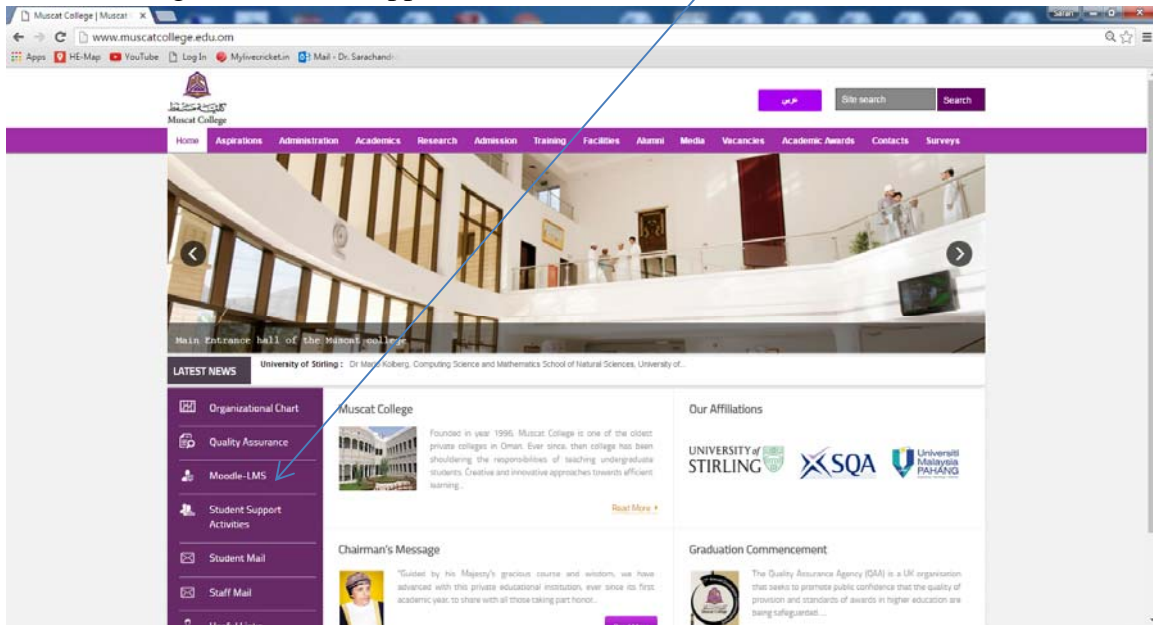 Muscat College | Muscat
Saran
www.muscatcollege.edu.om
Apps HE-Map YouTube Log In Mylivecricket.in Mail - Dr. Sarachand
Muscat College
عربي
Site search
Search
Home Aspirations Administration Academics Research Admission Training Facilities Alumni Media Vacancies Academic Awards Contacts Surveys
Main Entrance hall of the Muscat college
LATEST NEWS
University of Stirling : Dr Mario Kolberg, Computing Science and Mathematics School of Natural Sciences, University of...
Organizational Chart
Quality Assurance
Moodle-LMS
Student Support
Activities
Student Mail
Staff Mail
Muscat College
Founded in year 1996, Muscat College is one of the oldest
private colleges in Oman. Ever since, then college has been
shouldering the responsibilities of teaching undergraduate
students. Creative and innovative approaches towards efficient
learning...
Read More
Our Affiliations
UNIVERSITY of
STIRLING
SQA
Universiti
Malaysia
PAHANG
Chairman's Message
"Guided by his Majesty's gracious course and wisdom, we have
advanced with this private educational institution, ever since its first
academic year, to share with all those taking part honor...
Graduation Commencement
The Quality Assurance Agency (QAA) is a UK organisation
that seeks to promote public confidence that the quality of
provision and standards of awards in higher education are
being safeguarded....